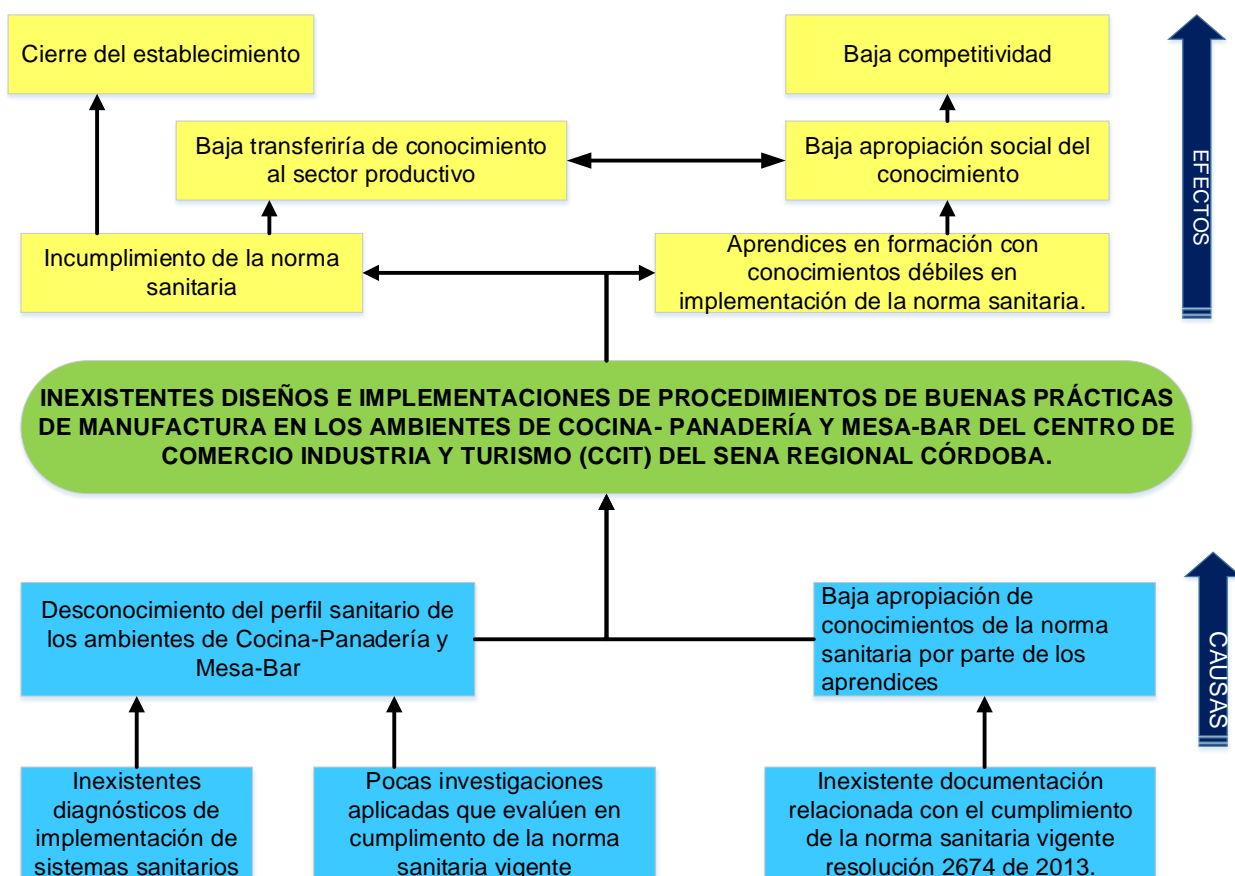 Cierre del establecimiento
Baja competitividad
Baja transferiría de conocimiento
al sector productivo
Baja apropiación social del
conocimiento
EFECTOS
Incumplimiento de la norma
sanitaria
Aprendices en formación con
conocimientos débiles en
implementación de la norma sanitaria.
INEXISTENTES DISEÑOS E IMPLEMENTACIONES DE PROCEDIMIENTOS DE BUENAS PRÁCTICAS
DE MANUFACTURA EN LOS AMBIENTES DE COCINA- PANADERÍA Y MESA-BAR DEL CENTRO DE
COMERCIO INDUSTRIA Y TURISMO (CCIT) DEL SENA REGIONAL CÓRDOBA.
Desconocimiento del perfil sanitario de
los ambientes de Cocina-Panadería y
Mesa-Bar
Baja apropiación de
conocimientos de la norma
sanitaria por parte de los
aprendices
CAUSAS
Inexistentes
diagnósticos de
implementación de
sistemas sanitarios
Pocas investigaciones
aplicadas que evalúen en
cumplimento de la norma
sanitaria vigente
Inexistente documentación
relacionada con el cumplimiento
de la norma sanitaria vigente
resolución 2674 de 2013.